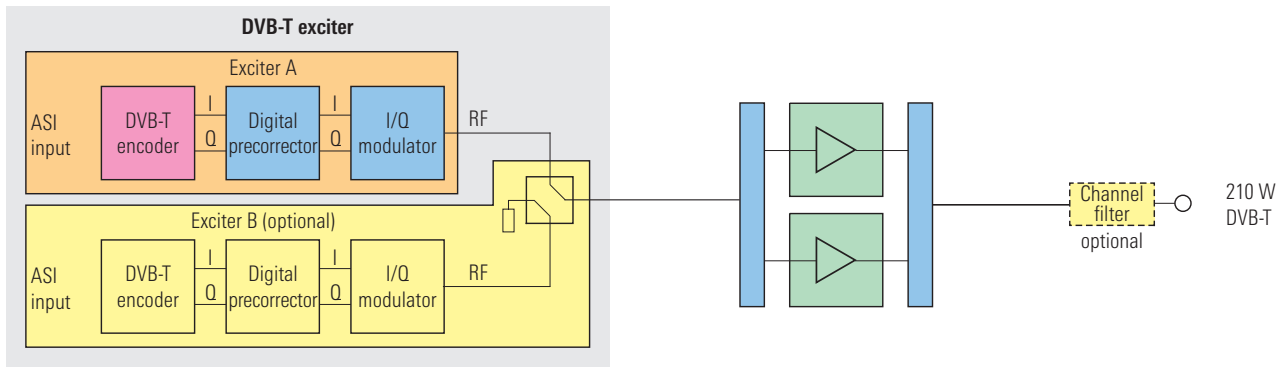 DVB-T exciter
Exciter A
ASI
input
DVB-T
encoder
I
Q
Digital
precorrector
I
Q
I/Q
modulator
RF
Exciter B (optional)
ASI
input
DVB-T
encoder
I
Q
Digital
precorrector
I
Q
I/Q
modulator
RF
Channel
filter
optional
210 W
DVB-T